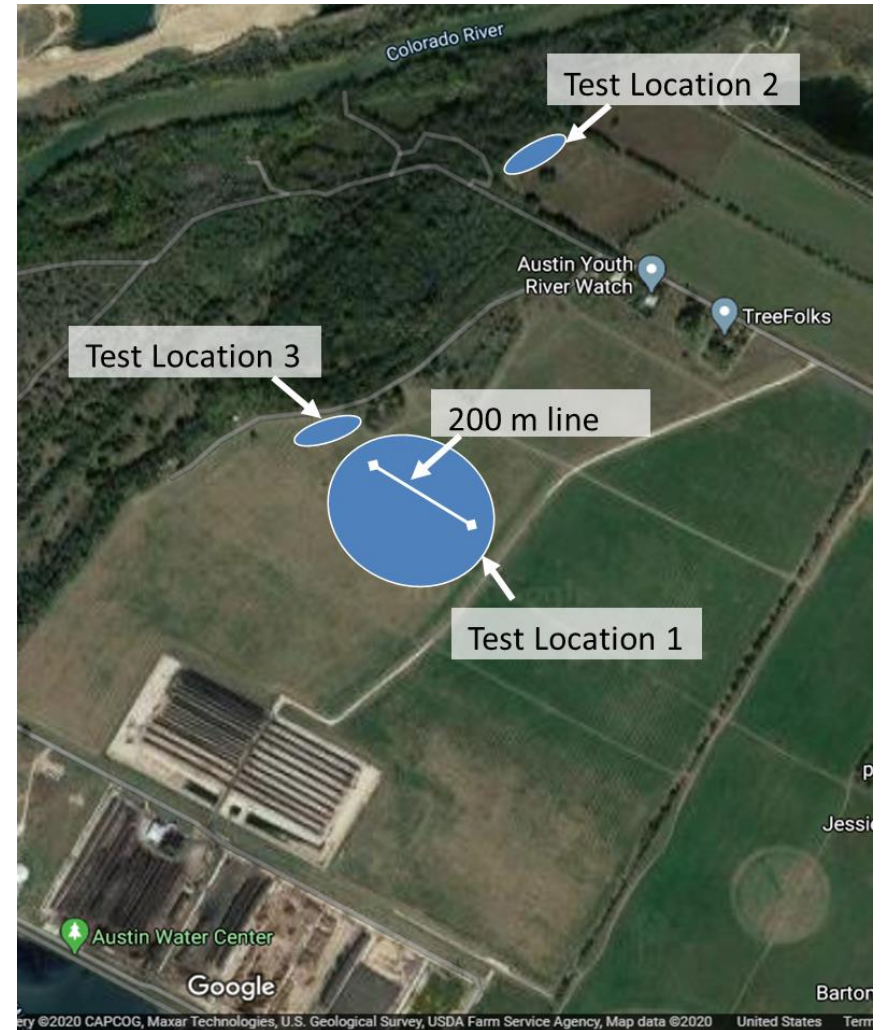 Colorado River
Test Location 2
Austin Youth
River Watch
TreeFolks
Test Location 3
200 m line
Test Location 1
Jessie
Austin Water Center
Google
Barton
ery ©2020 CAPCOG, Maxar Technologies, U.S. Geological Survey, USDA Farm Service Agency, Map data ©2020 United States Term